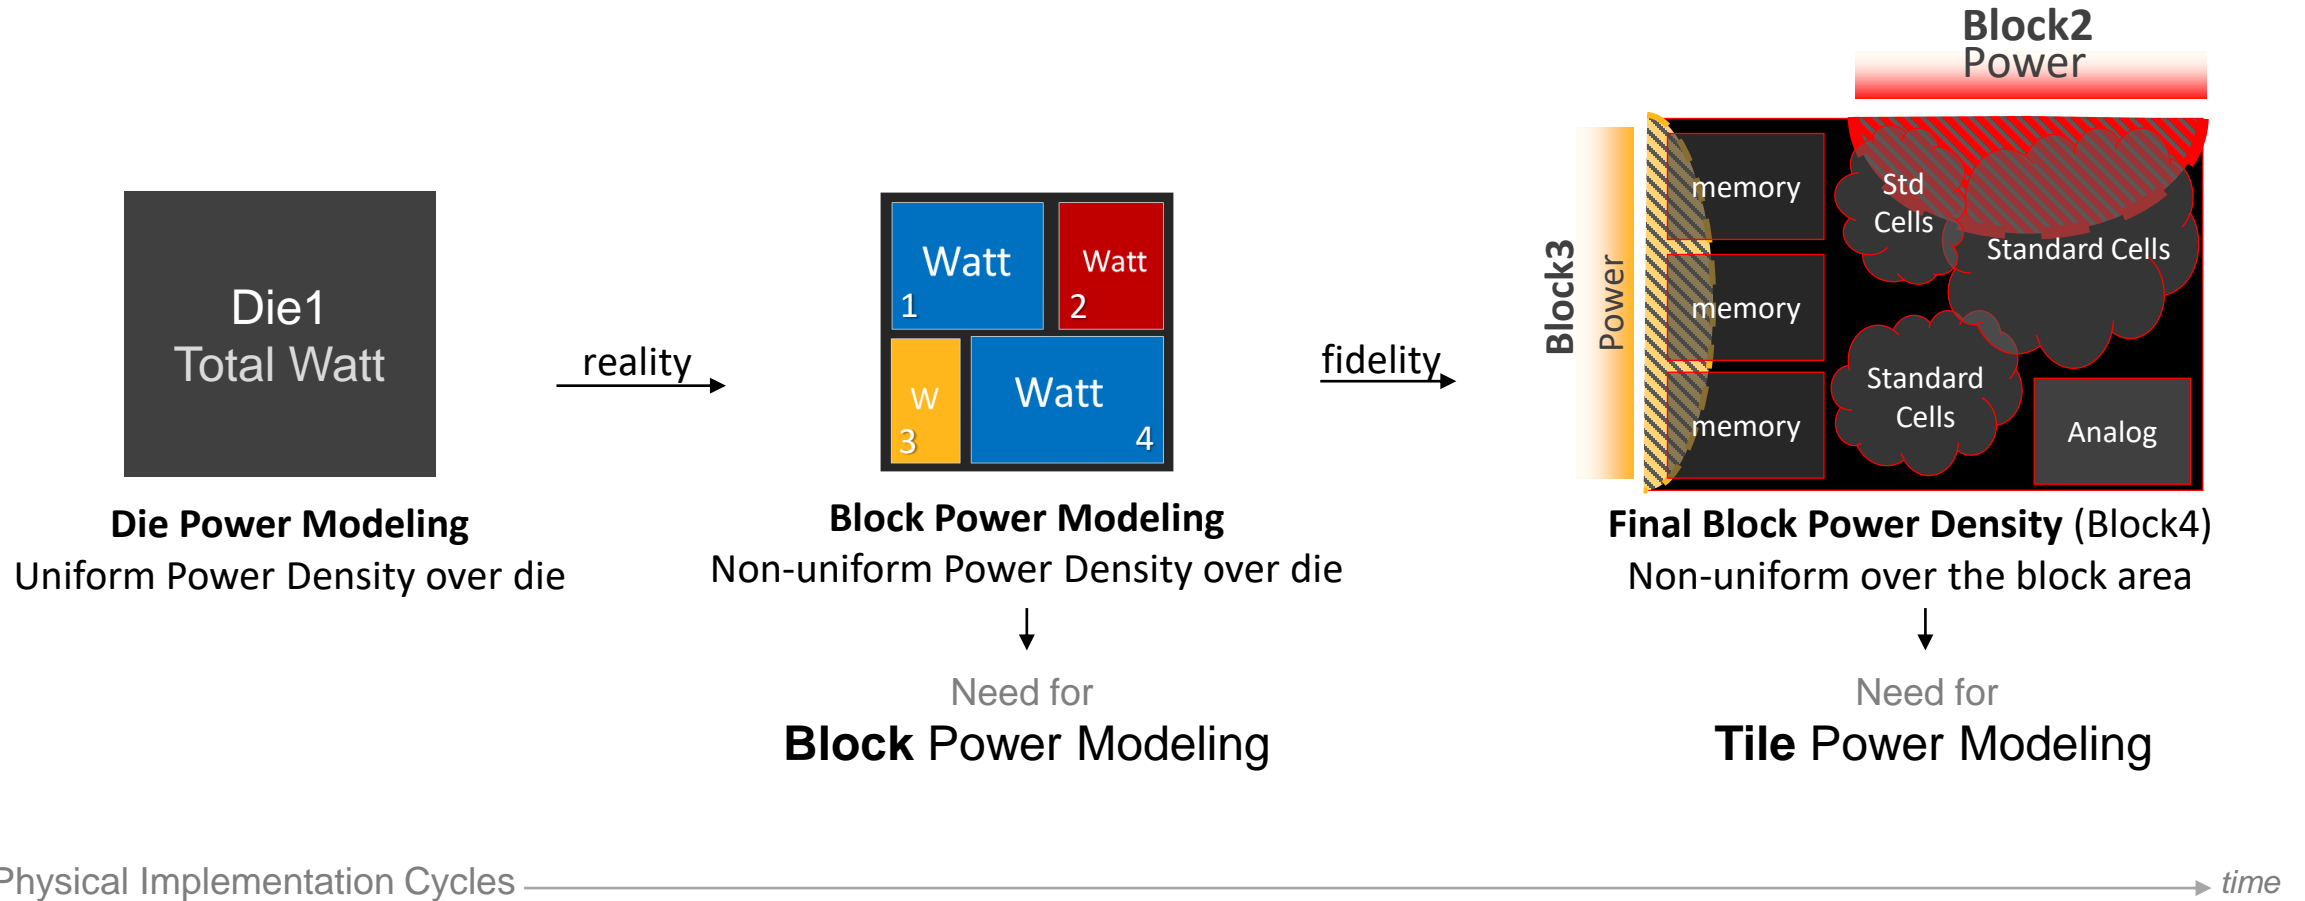 Die1
Total Watt
Die Power Modeling
Uniform Power Density over die
reality
Watt
1
Watt
2
W
3
Watt
4
Block Power Modeling
Non-uniform Power Density over die
Need for
Block Power Modeling
fidelity
Block2
Power
Block3
Power
memory
memory
memory
Std
Cells
Standard Cells
Standard
Cells
Analog
Final Block Power Density (Block4)
Non-uniform over the block area
Need for
Tile Power Modeling
Physical Implementation Cycles
time